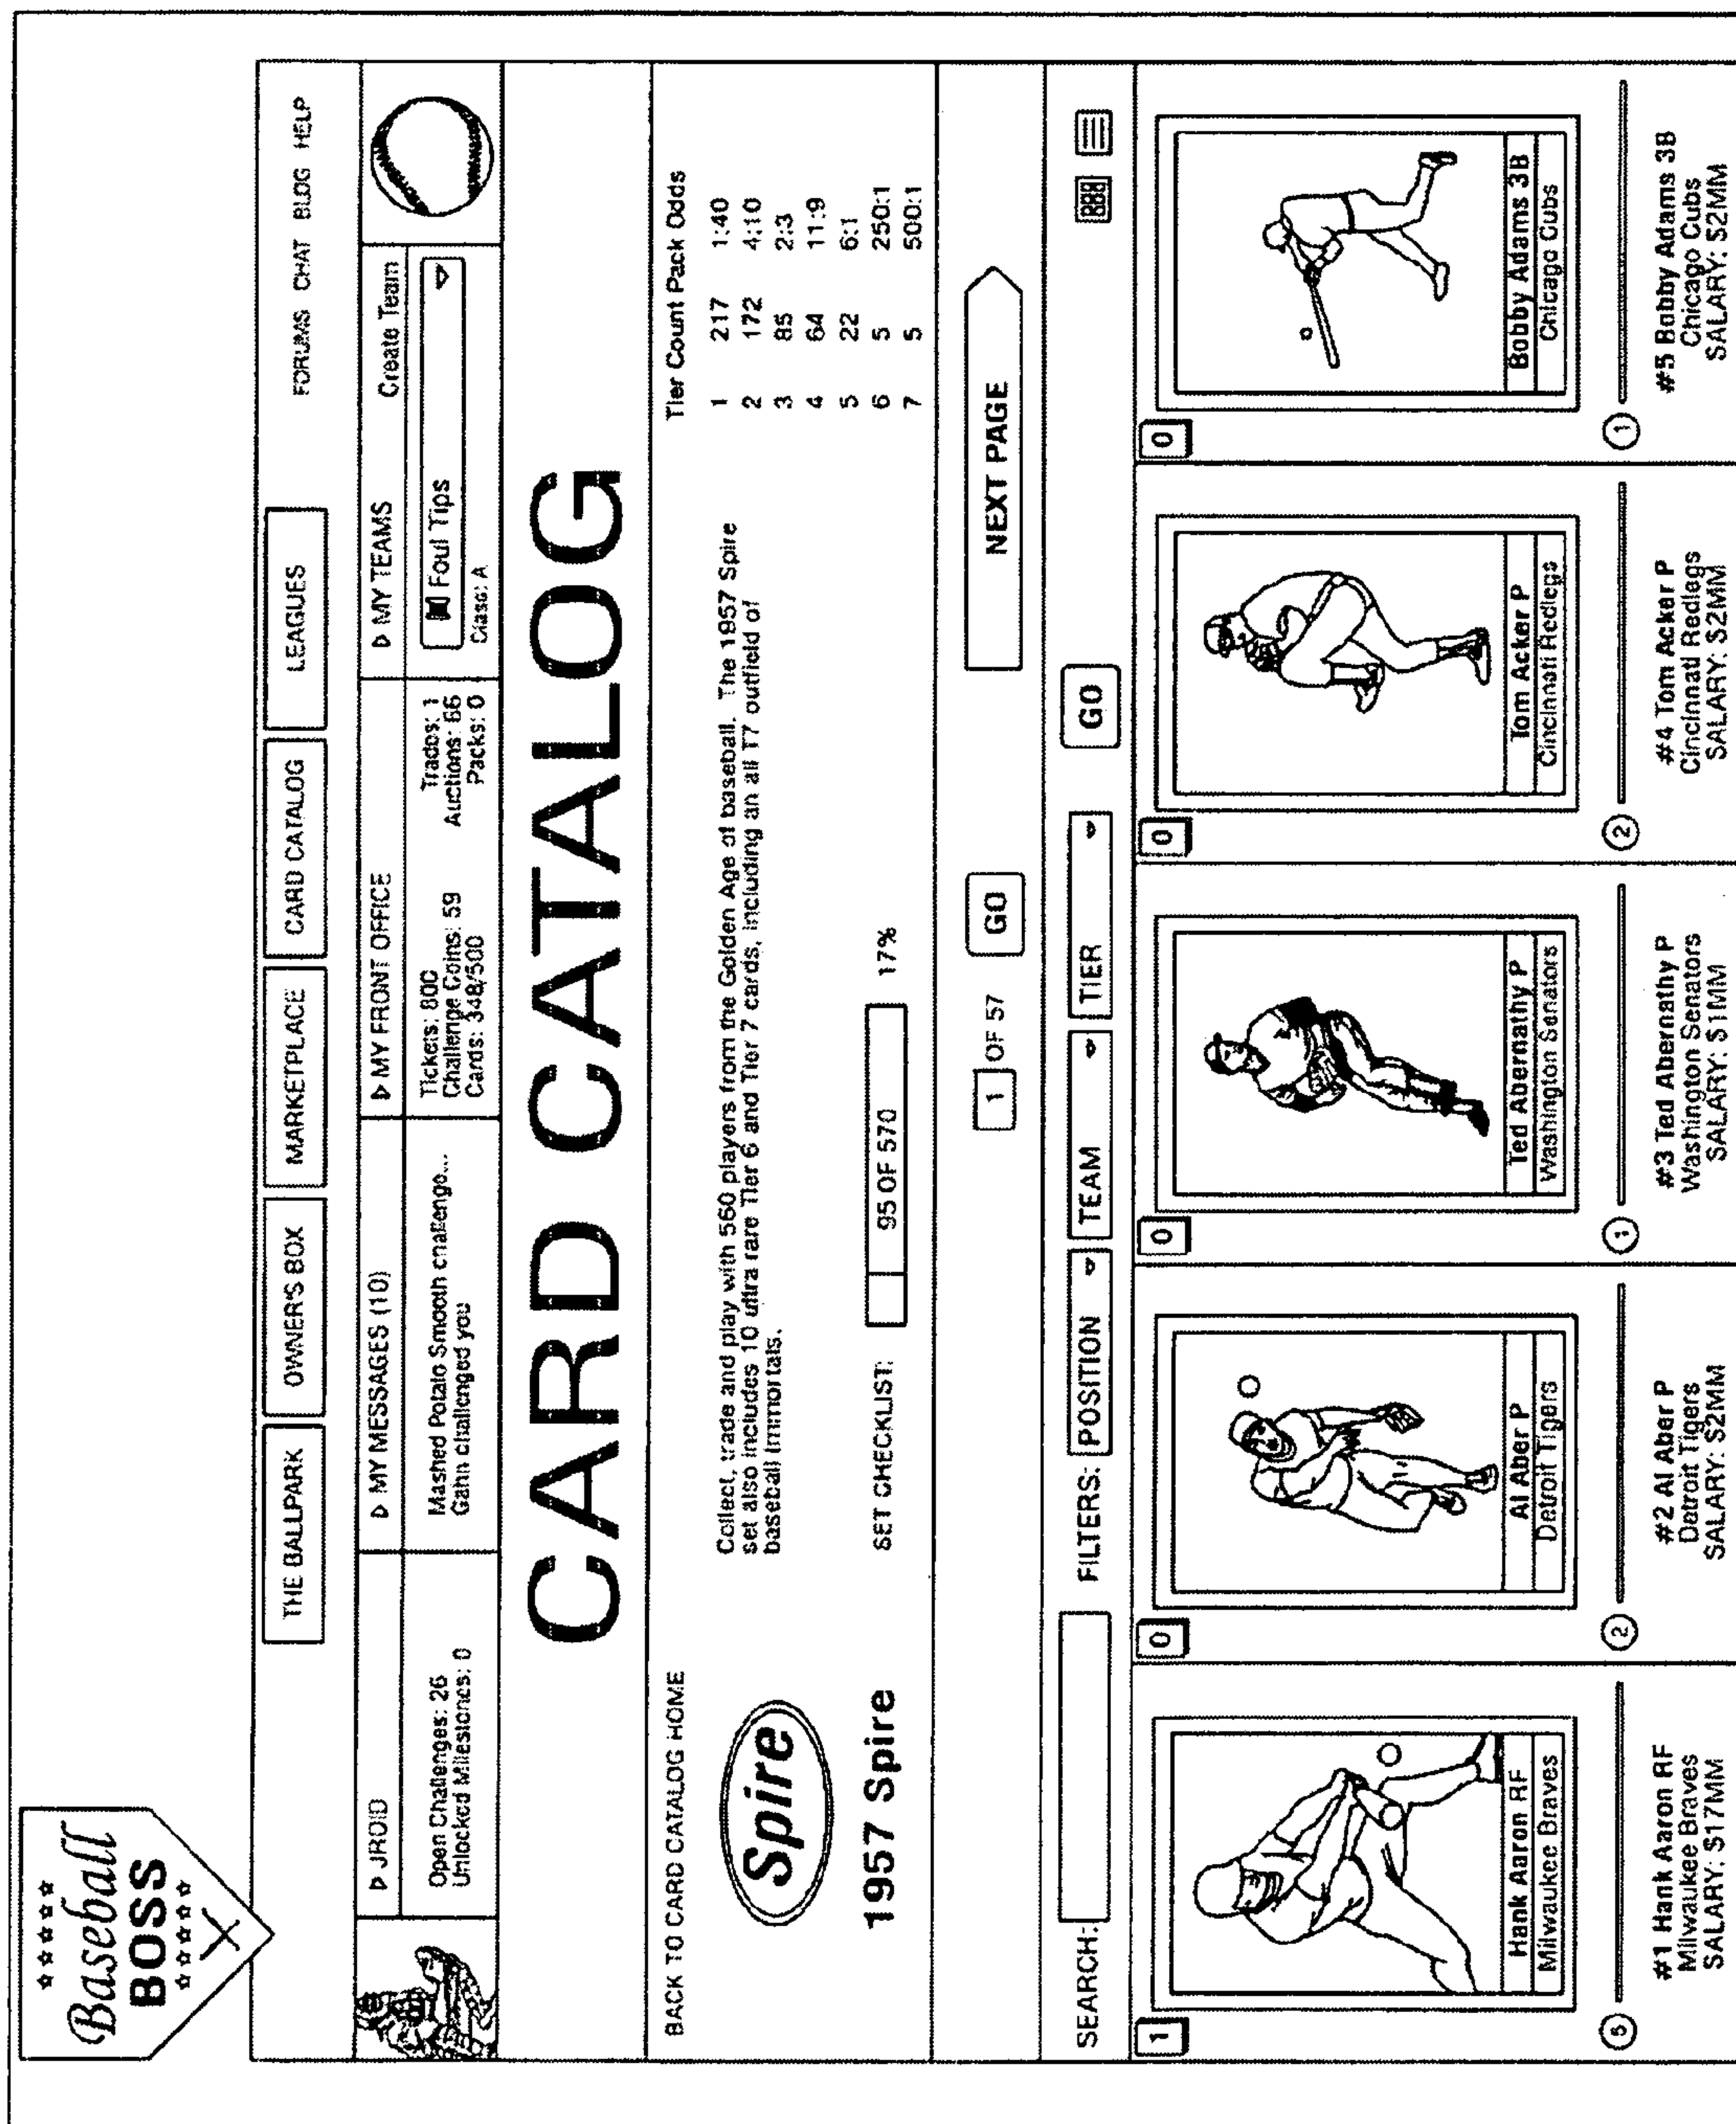 Baseball
BOSS
THE BALLPARK
OWNER'S BOX
MARKETPLACE
CARD CATALOG
LEAGUES
FORUMS CHAT BLOG HELP
JROID
MY MESSAGES (10)
MY FRONT OFFICE
MY TEAMS
Create Team
Open Challenges: 26
Unlocked Milestones: 0
Mashed Potato Smooth challenge...
Gahn challenged you
Tickets: 800
Challenge Coins: 59
Cards: 348/500
Trades: 1
Auctions: 66
Packs: 0
Foul Tips
Class: A
CARD CATALOG
BACK TO CARD CATALOG HOME
Spire
1957 Spire
Collect, trade and play with 560 players from the Golden Age of baseball. The 1957 Spire
set also includes 10 ultra rare Tier 6 and Tier 7 cards, including an all T7 outfield of
baseball immortals.
SET CHECKLIST: 95 OF 570 17%
Tier Count Pack Odds
1 217 1:40
2 172 4:10
3 85 2:3
4 64 11:9
5 22 6:1
6 5 250:1
7 5 500:1
1 OF 57 GO NEXT PAGE
SEARCH: FILTERS: POSITION TEAM TIER GO
1
Hank Aaron RF
Milwaukee Braves
5
#1 Hank Aaron RF
Milwaukee Braves
SALARY: $17MM
0
Al Aber P
Detroit Tigers
2
#2 Al Aber P
Detroit Tigers
SALARY: $2MM
0
Ted Abernathy P
Washington Senators
1
#3 Ted Abernathy P
Washington Senators
SALARY: $1MM
0
Tom Acker P
Cincinnati Redlegs
2
#4 Tom Acker P
Cincinnati Redlegs
SALARY: $2MM
0
Bobby Adams 3B
Chicago Cubs
1
#5 Bobby Adams 3B
Chicago Cubs
SALARY: $2MM